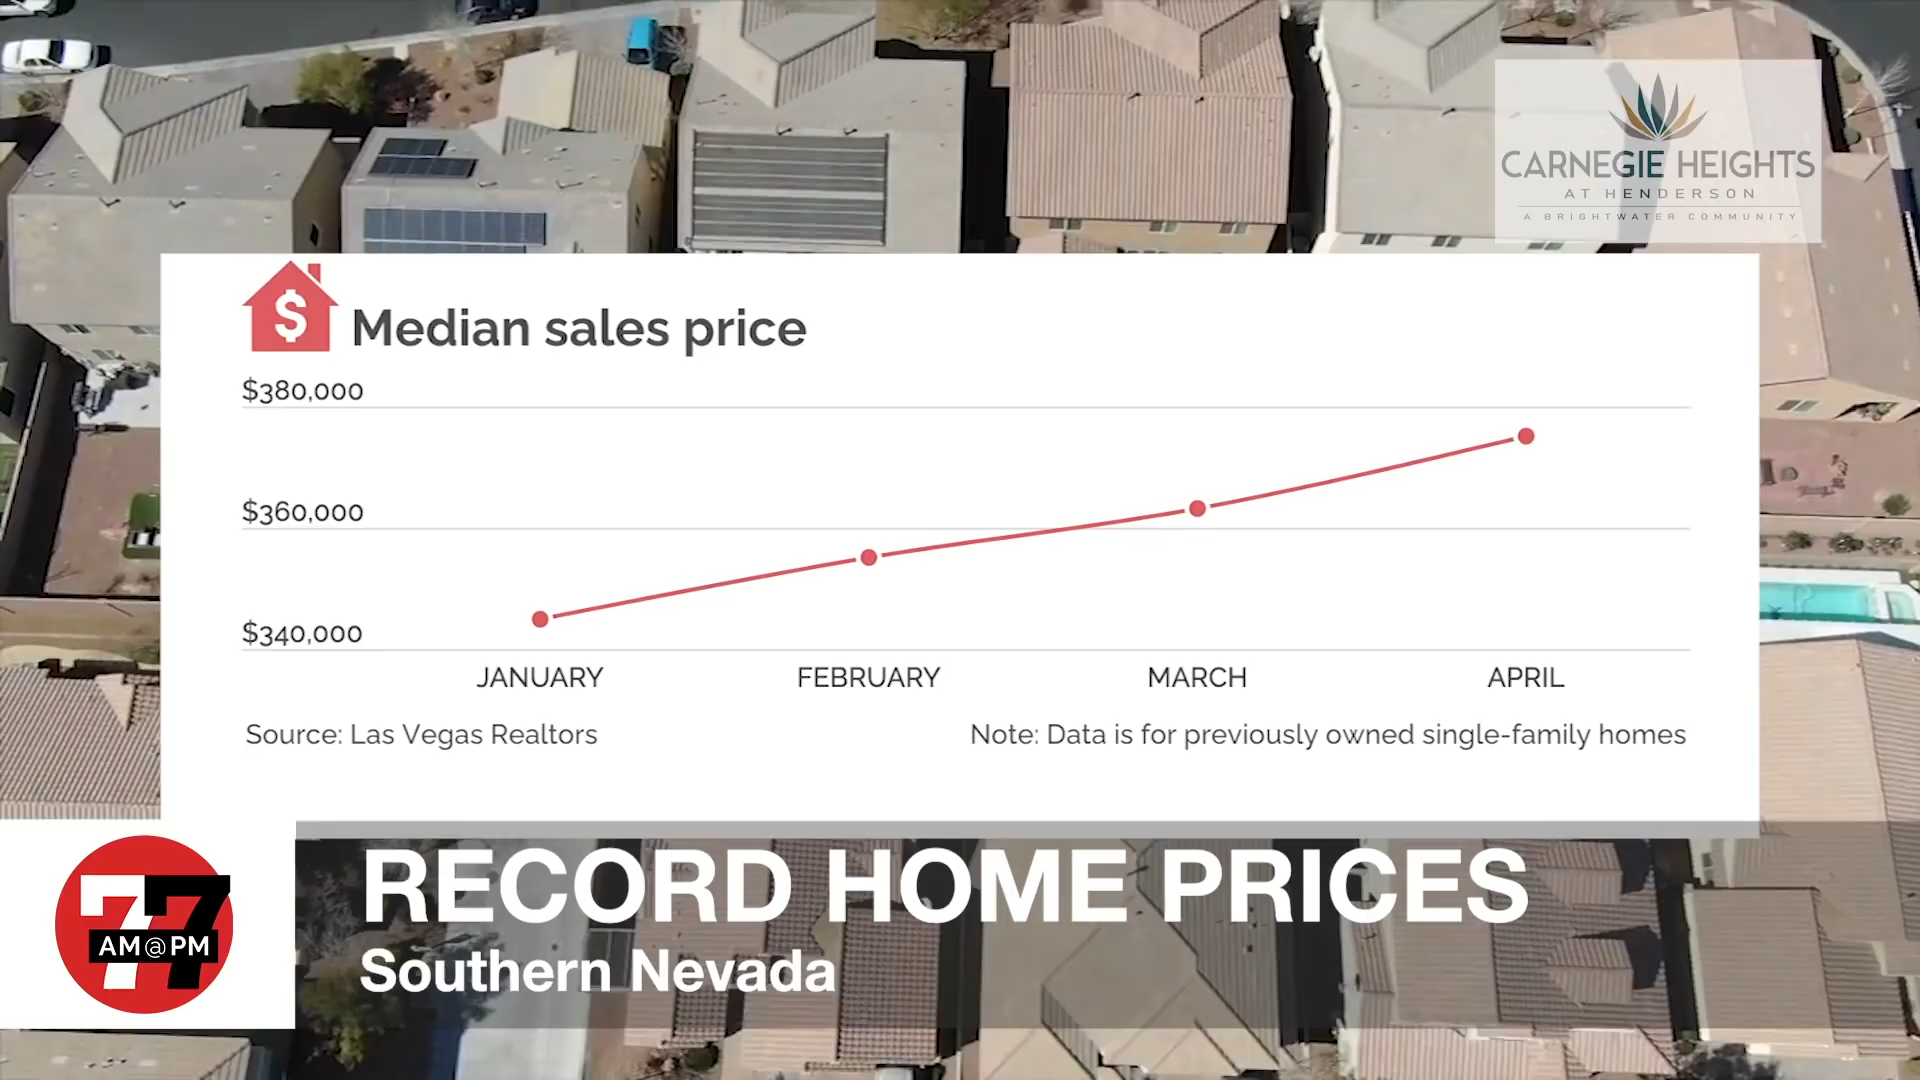 CARNEGIE HEIGHTS
AT HENDERSON
A BRIGHTWATER COMMUNITY
$ Median sales price
$380,000
$360,000
$340,000
JANUARY FEBRUARY MARCH APRIL
Source: Las Vegas Realtors Note: Data is for previously owned single-family homes
77
AM@PM
RECORD HOME PRICES
Southern Nevada